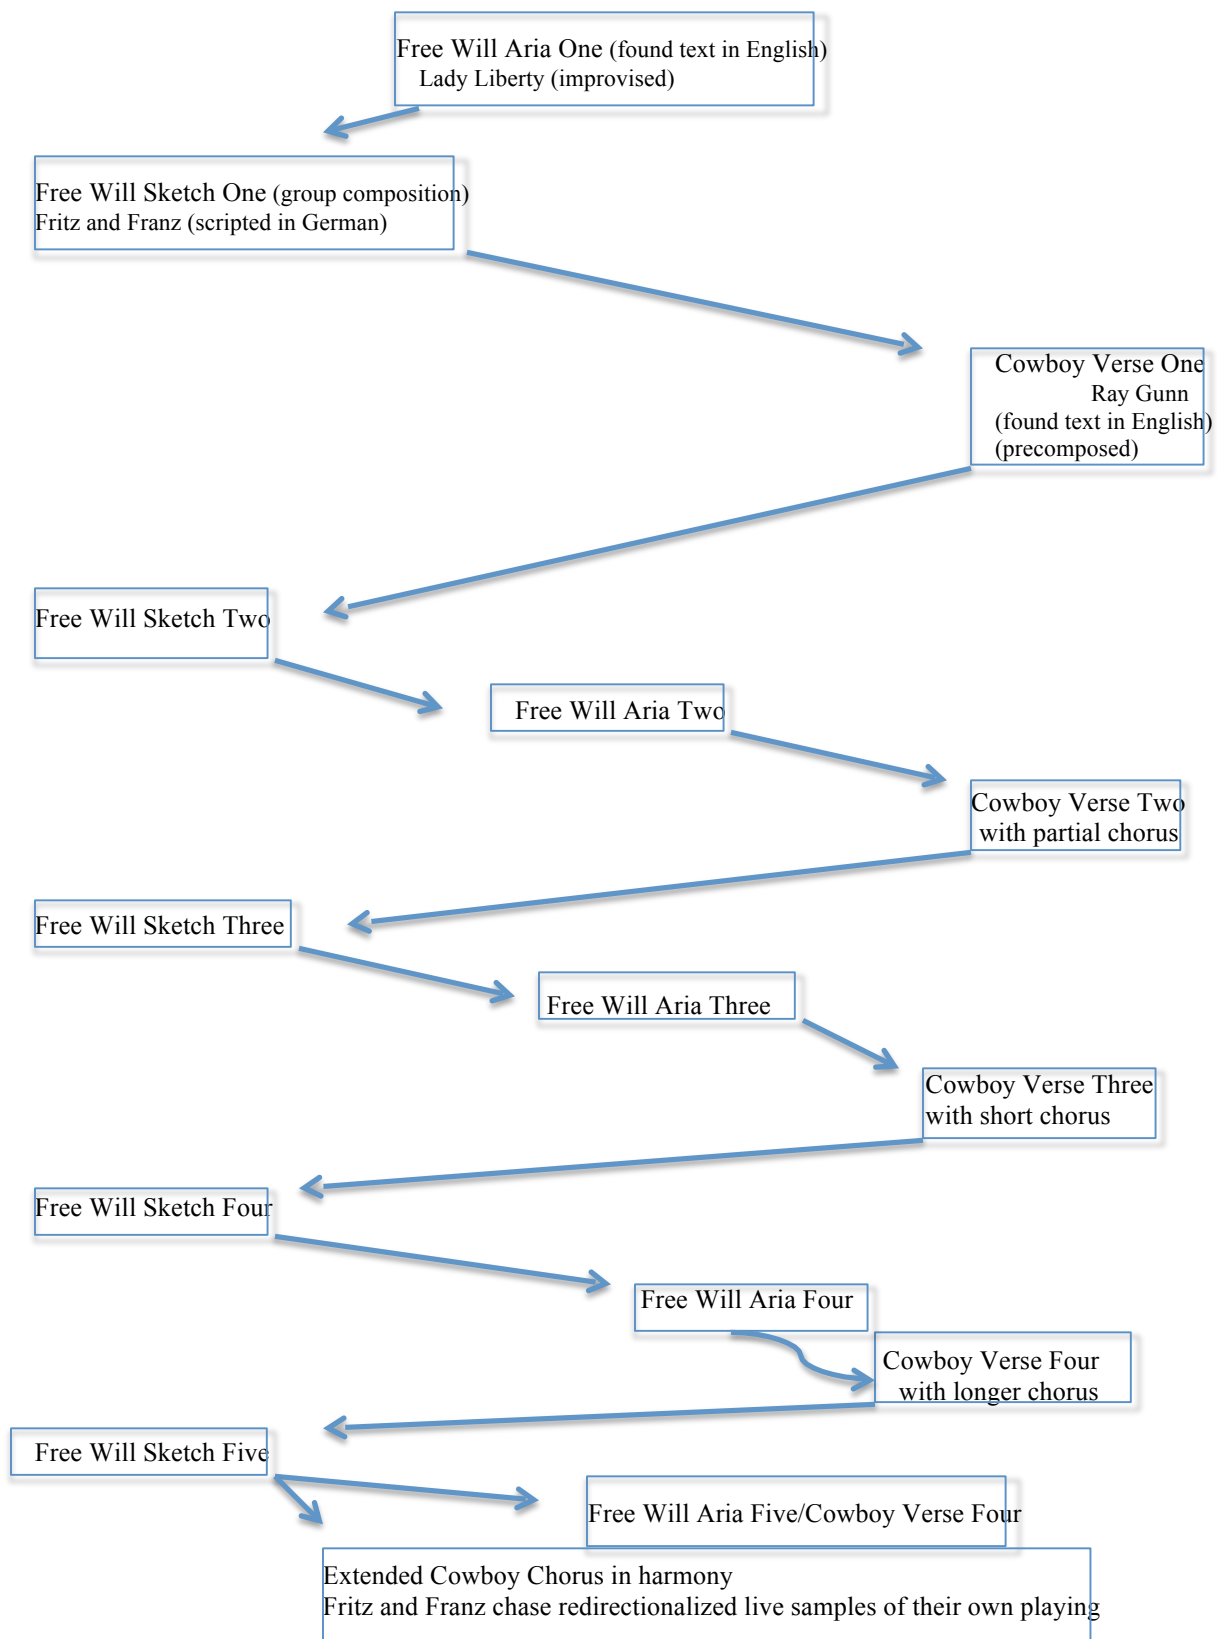 Free Will Aria One (found text in English)
Lady Liberty (improvised)
Free Will Sketch One (group composition)
Fritz and Franz (scripted in German)
Cowboy Verse One
Ray Gunn
(found text in English)
(precomposed)
Free Will Sketch Two
Free Will Aria Two
Cowboy Verse Two
with partial chorus
Free Will Sketch Three
Free Will Aria Three
Cowboy Verse Three
with short chorus
Free Will Sketch Four
Free Will Aria Four
Cowboy Verse Four
with longer chorus
Free Will Sketch Five
Free Will Aria Five/Cowboy Verse Four
Extended Cowboy Chorus in harmony
Fritz and Franz chase redirectionalized live samples of their own playing